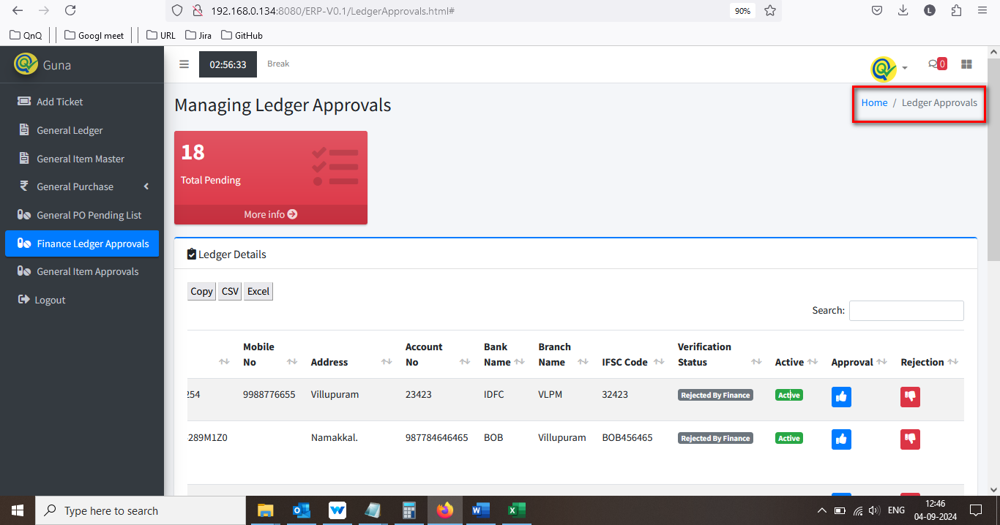 192.168.0.134:8080/ERP-V0.1/LedgerApprovals.html#
90%
L
QnQ
Googl meet
URL
Jira
GitHub
Guna
02:56:33
Break
0
Add Ticket
General Ledger
General Item Master
General Purchase
General PO Pending List
Finance Ledger Approvals
General Item Approvals
Logout
Managing Ledger Approvals
Home / Ledger Approvals
18
Total Pending
More info
Ledger Details
Copy CSV Excel
Search:
Mobile No Address Account No Bank Name Branch Name IFSC Code Verification Status Active Approval Rejection
254 9988776655 Villupuram 23423 IDFC VLPM 32423 Rejected By Finance Active
289M1Z0 Namakkal. 987784646465 BOB Villupuram BOB456465 Rejected By Finance Active
Type here to search
ENG
12:46
04-09-2024